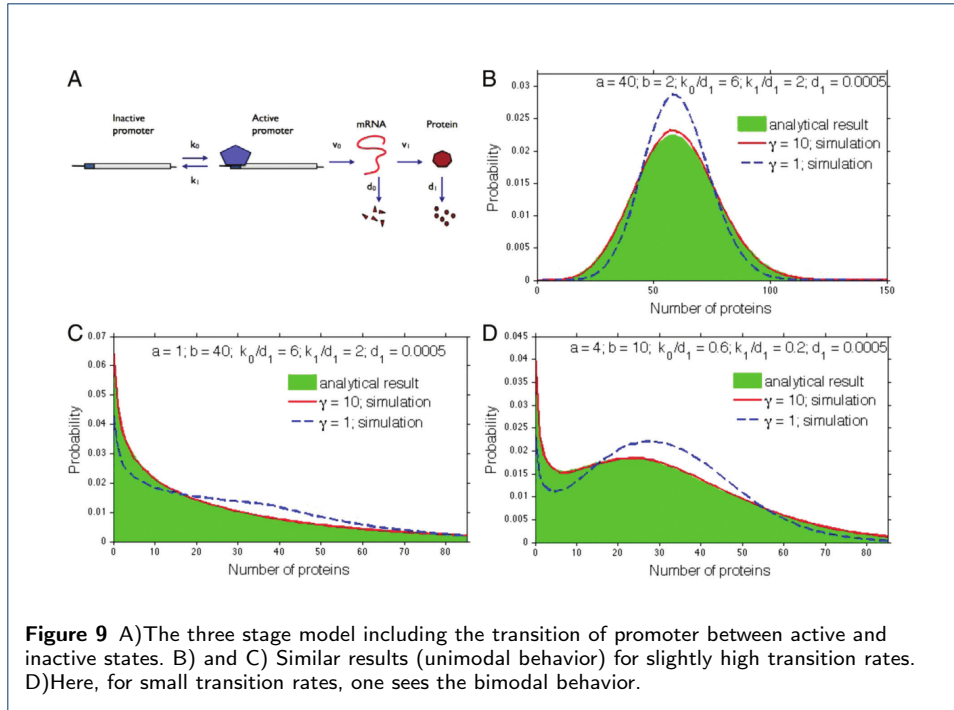 A
Inactive promoter
Active promoter
mRNA
Protein
k₀
k₁
v₀
v₁
d₀
d₁
B
a = 40; b = 2; k₀/d₁ = 6; k₁/d₁ = 2; d₁ = 0.0005
analytical result
γ = 10; simulation
γ = 1; simulation
Probability
0.03
0.025
0.02
0.015
0.01
0.005
0
0 50 100 150
Number of proteins
C
a = 1; b = 40; k₀/d₁ = 6; k₁/d₁ = 2; d₁ = 0.0005
analytical result
γ = 10; simulation
γ = 1; simulation
Probability
0.07
0.06
0.05
0.04
0.03
0.02
0.01
0
0 10 20 30 40 50 60 70 80
Number of proteins
D
a = 4; b = 10; k₀/d₁ = 0.6; k₁/d₁ = 0.2; d₁ = 0.0005
analytical result
γ = 10; simulation
γ = 1; simulation
Probability
0.045
0.04
0.035
0.03
0.025
0.02
0.015
0.01
0.005
0
0 10 20 30 40 50 60 70 80
Number of proteins
Figure 9 A)The three stage model including the transition of promoter between active and
inactive states. B) and C) Similar results (unimodal behavior) for slightly high transition rates.
D)Here, for small transition rates, one sees the bimodal behavior.